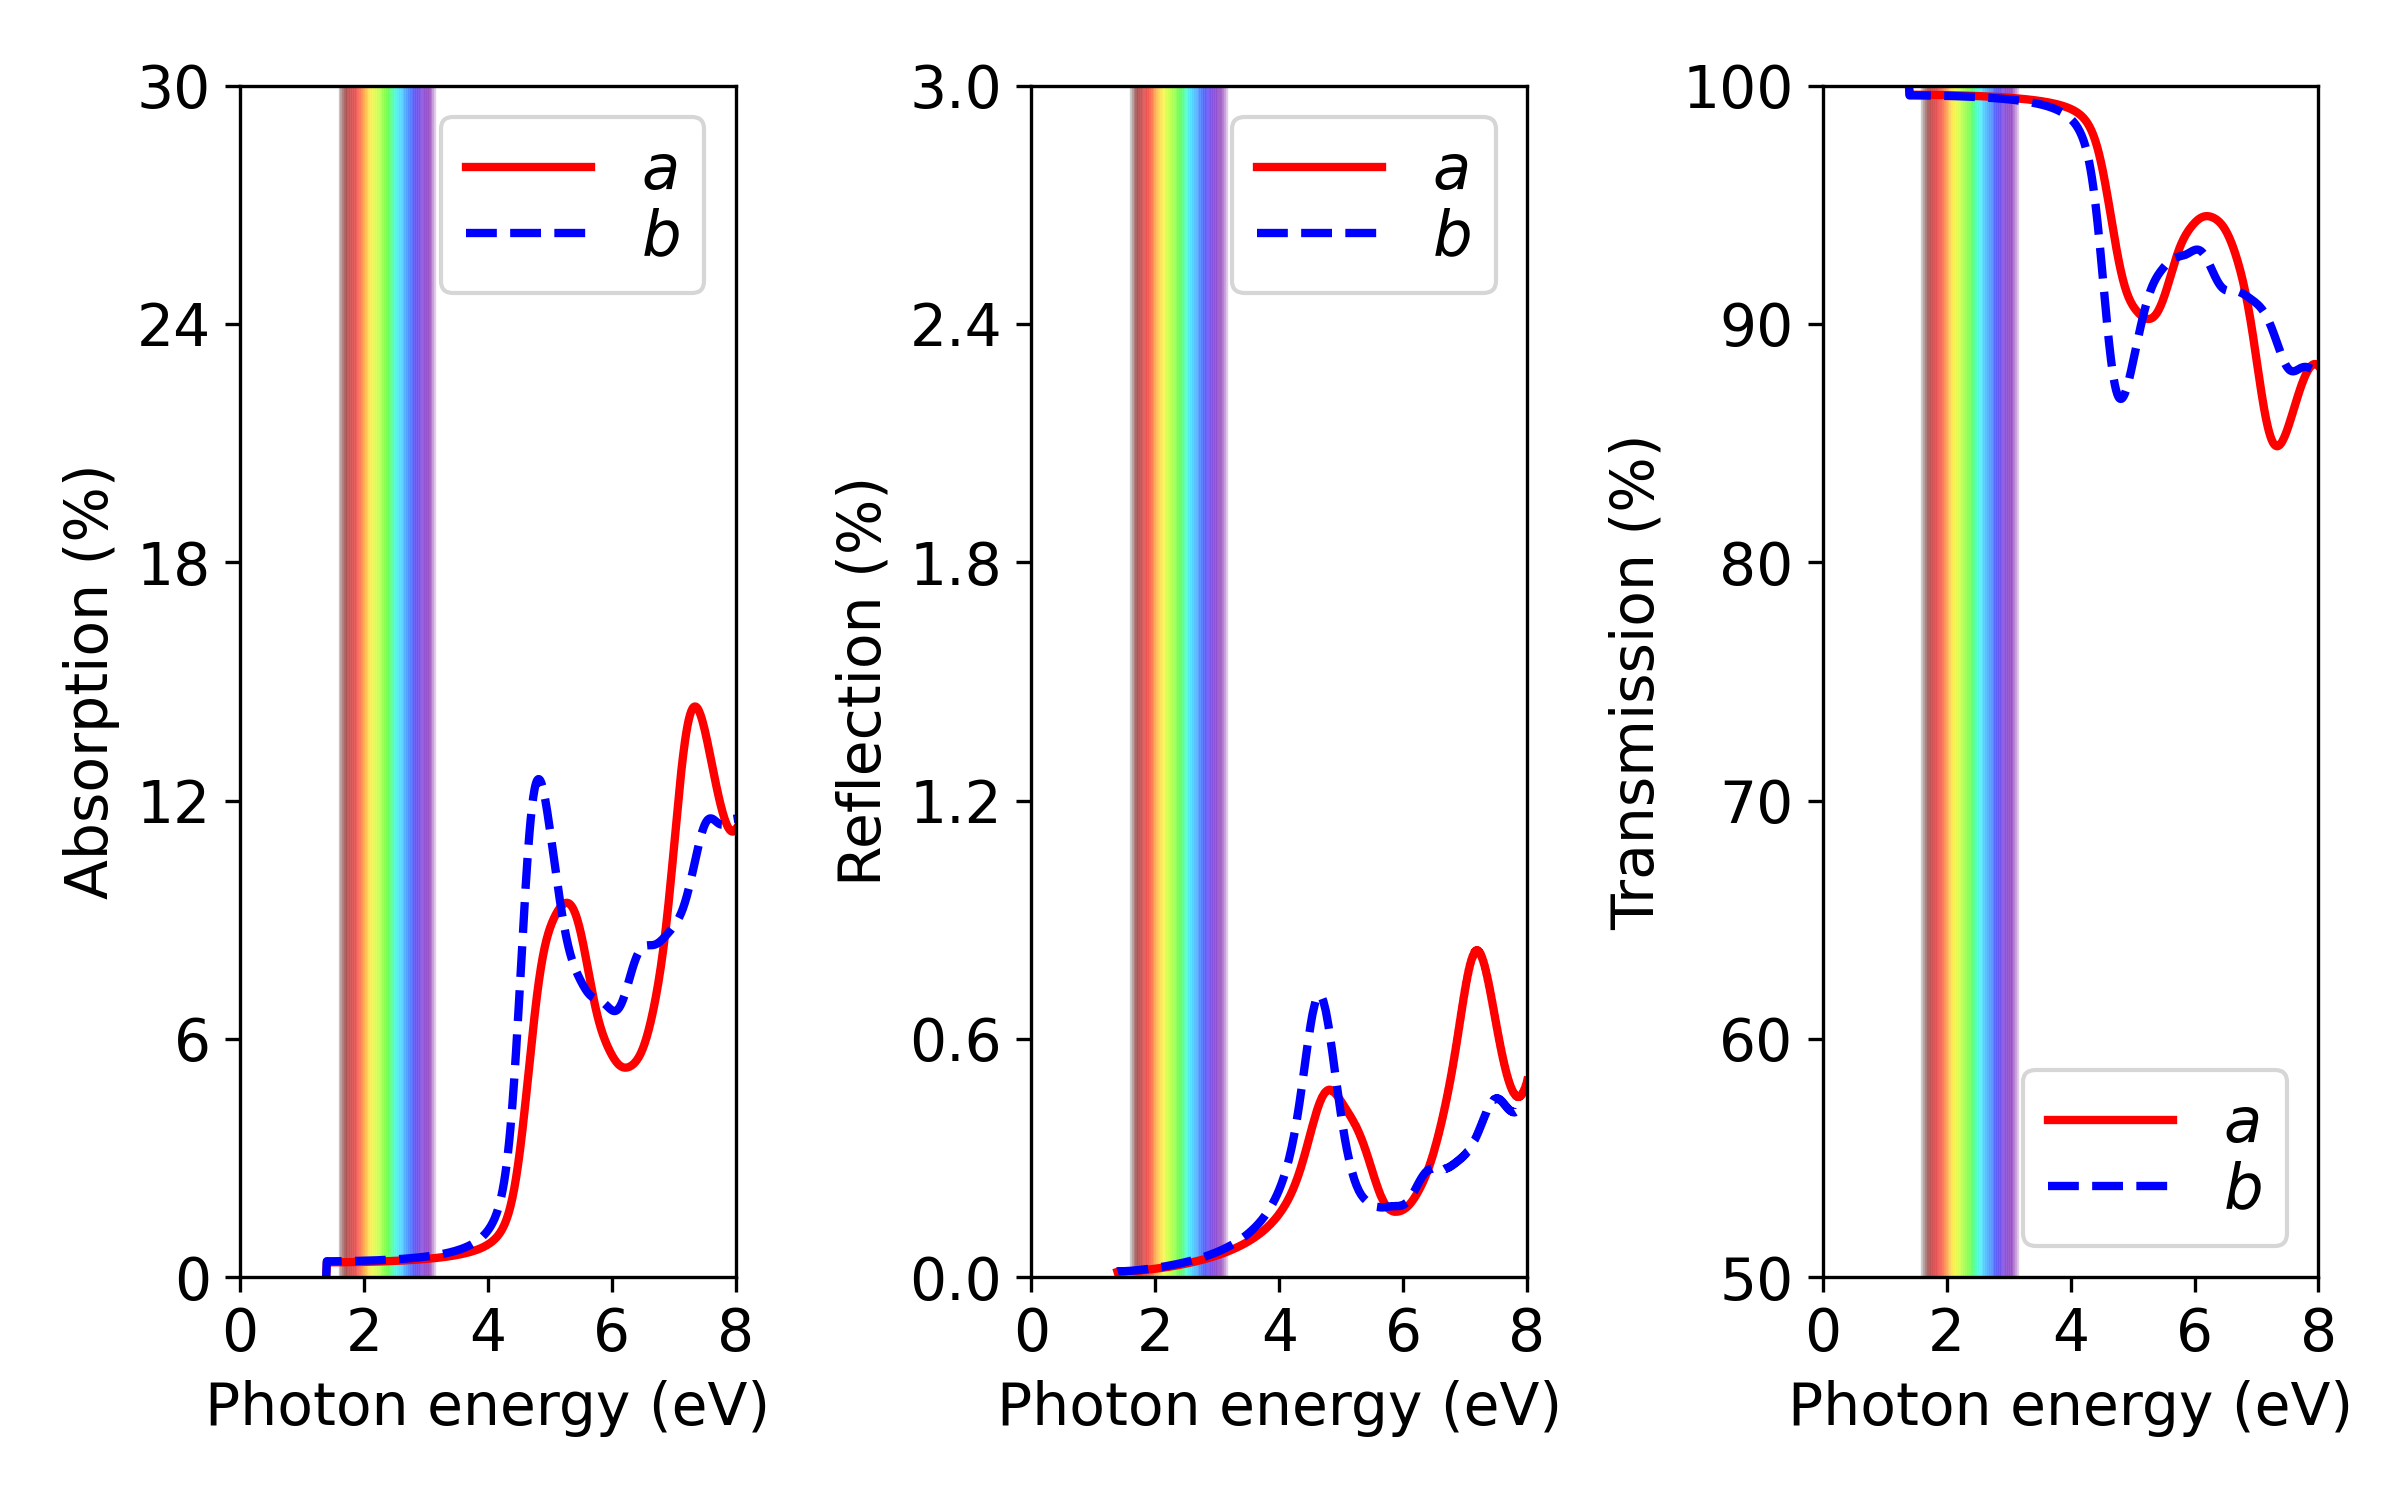 Absorption (%)
30
24
18
12
6
0
0 2 4 6 8
Photon energy (eV)
a
b
Reflection (%)
3.0
2.4
1.8
1.2
0.6
0.0
0 2 4 6 8
Photon energy (eV)
a
b
Transmission (%)
100
90
80
70
60
50
0 2 4 6 8
Photon energy (eV)
a
b